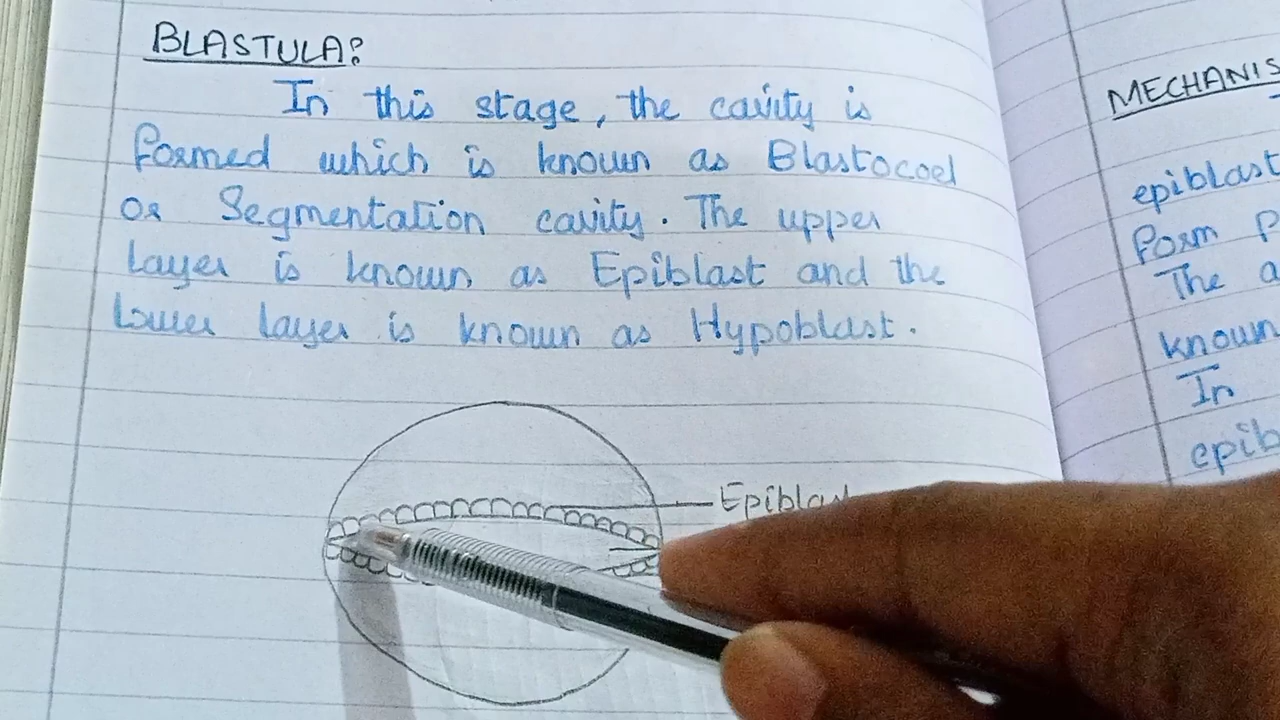 BLASTULA:
In this stage, the cavity is
formed which is known as Blastocoel
or Segmentation cavity. The upper
layer is known as Epiblast and the
lower layer is known as Hypoblast.
Epiblast
MECHANIS
epiblast
form P
The a
known
In
epib